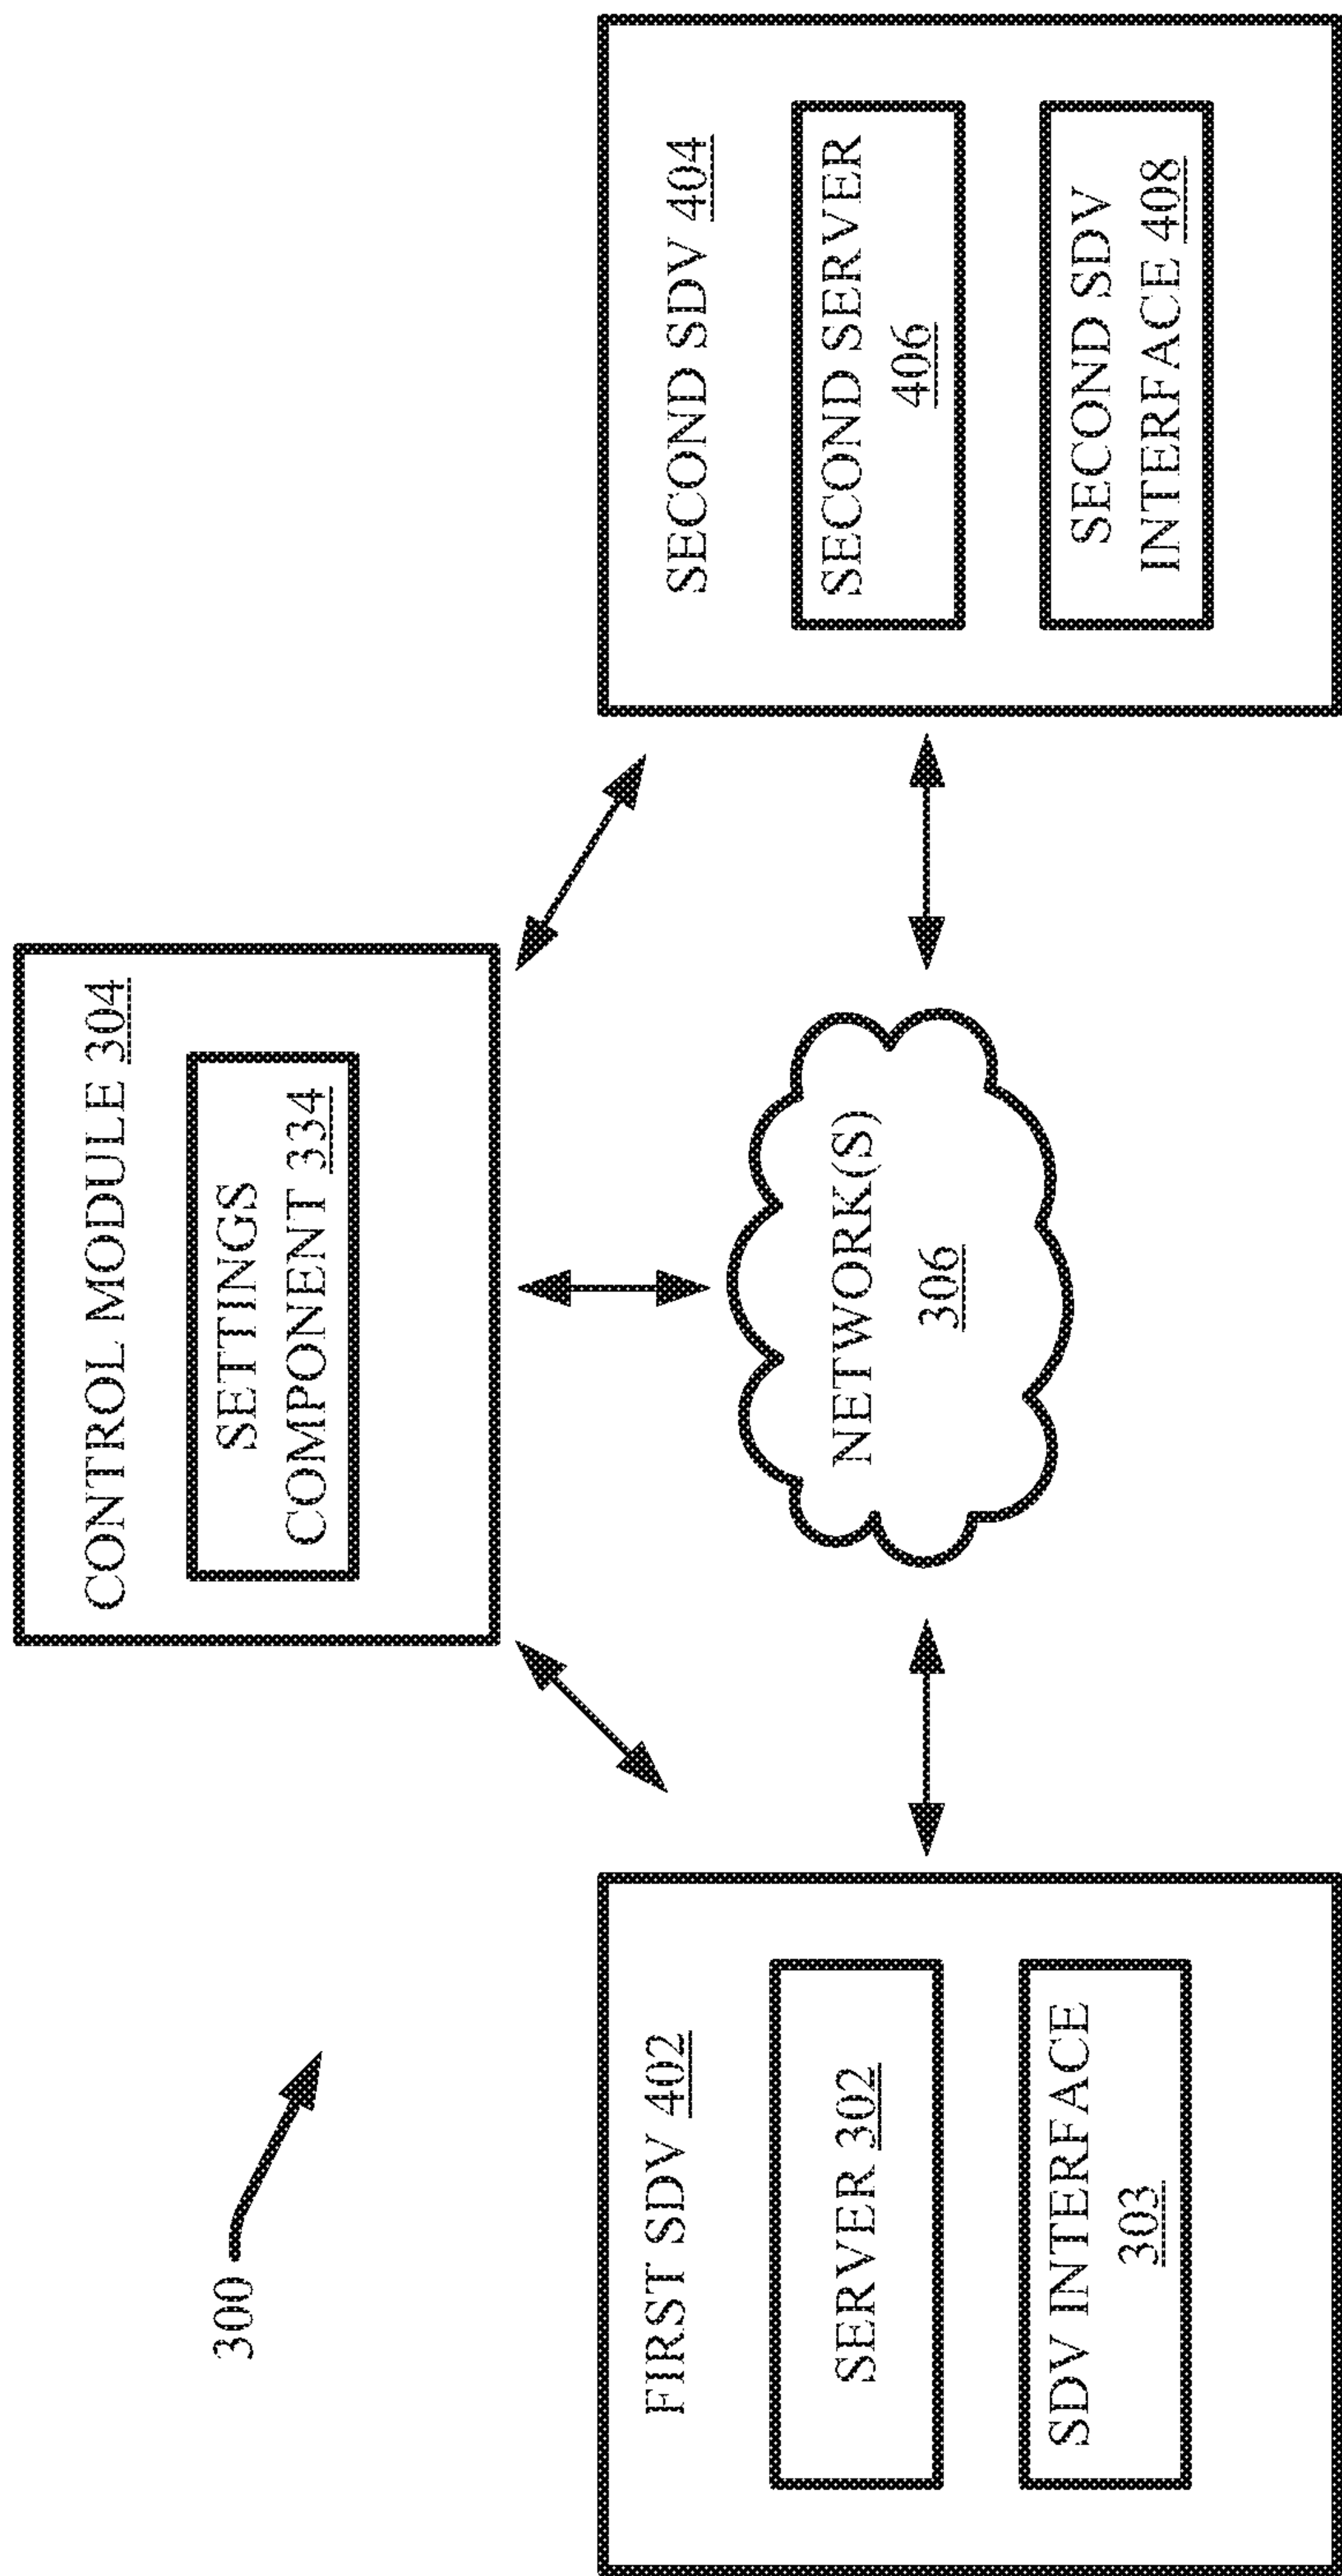 300
CONTROL MODULE 304
SETTINGS
COMPONENT 334
FIRST SDV 402
SERVER 302
SDV INTERFACE
303
NETWORK(S)
306
SECOND SDV 404
SECOND SERVER
406
SECOND SDV
INTERFACE 408